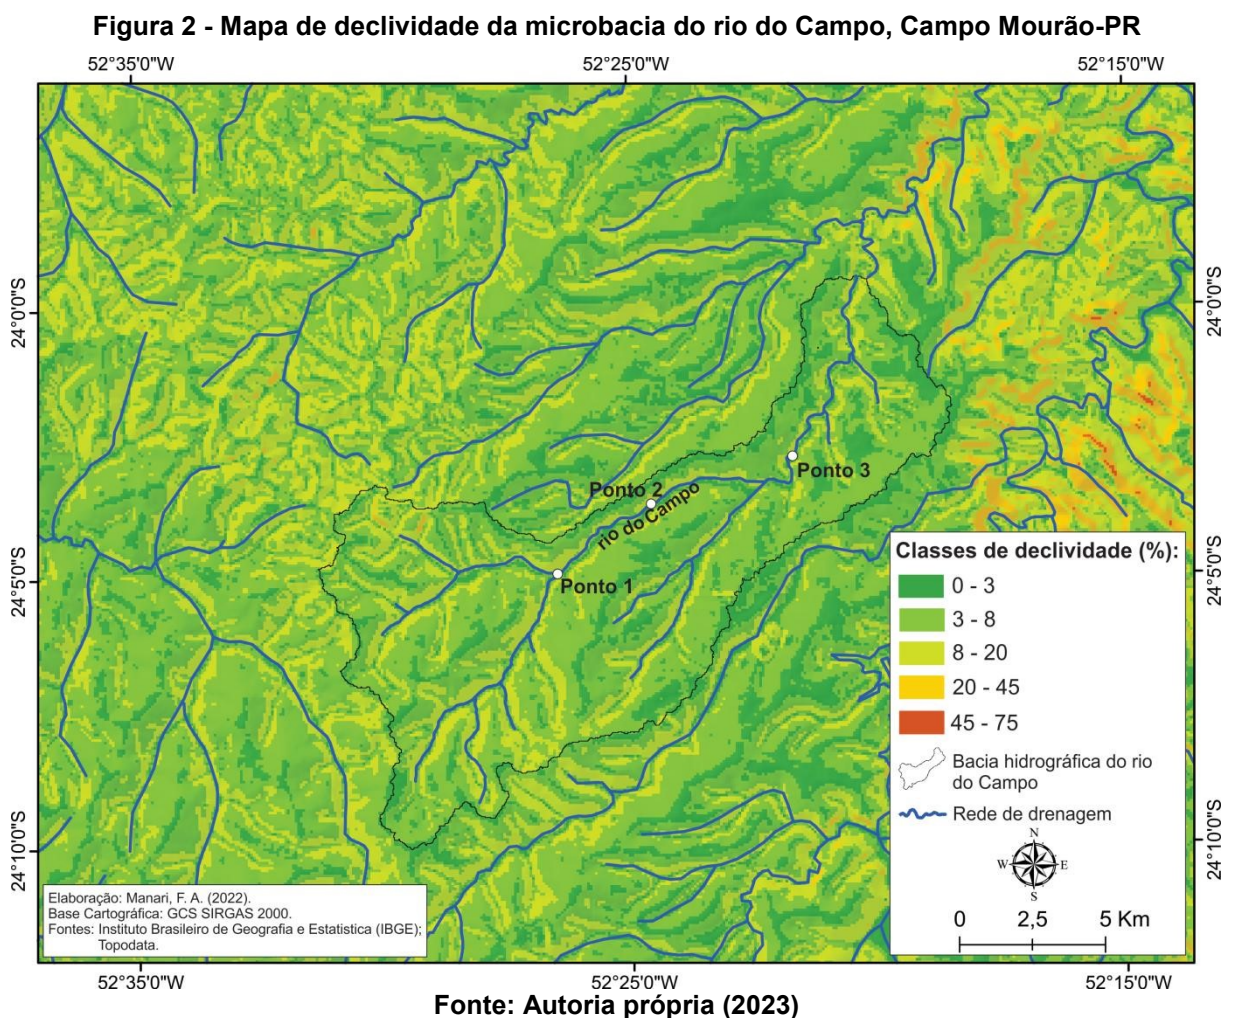 Figura 2 - Mapa de declividade da microbacia do rio do Campo, Campo Mourão-PR
52°35'0"W 52°25'0"W 52°15'0"W
24°0'0"S 24°0'0"S
Ponto 3
Ponto 2
rio do Campo
Ponto 1
24°5'0"S 24°5'0"S
Classes de declividade (%):
0 - 3
3 - 8
8 - 20
20 - 45
45 - 75
Bacia hidrográfica do rio
do Campo
Rede de drenagem
N
W E
S
24°10'0"S 24°10'0"S
0 2,5 5 Km
Elaboração: Manari, F. A. (2022).
Base Cartográfica: GCS SIRGAS 2000.
Fontes: Instituto Brasileiro de Geografia e Estatistica (IBGE);
Topodata.
52°35'0"W 52°25'0"W 52°15'0"W
Fonte: Autoria própria (2023)